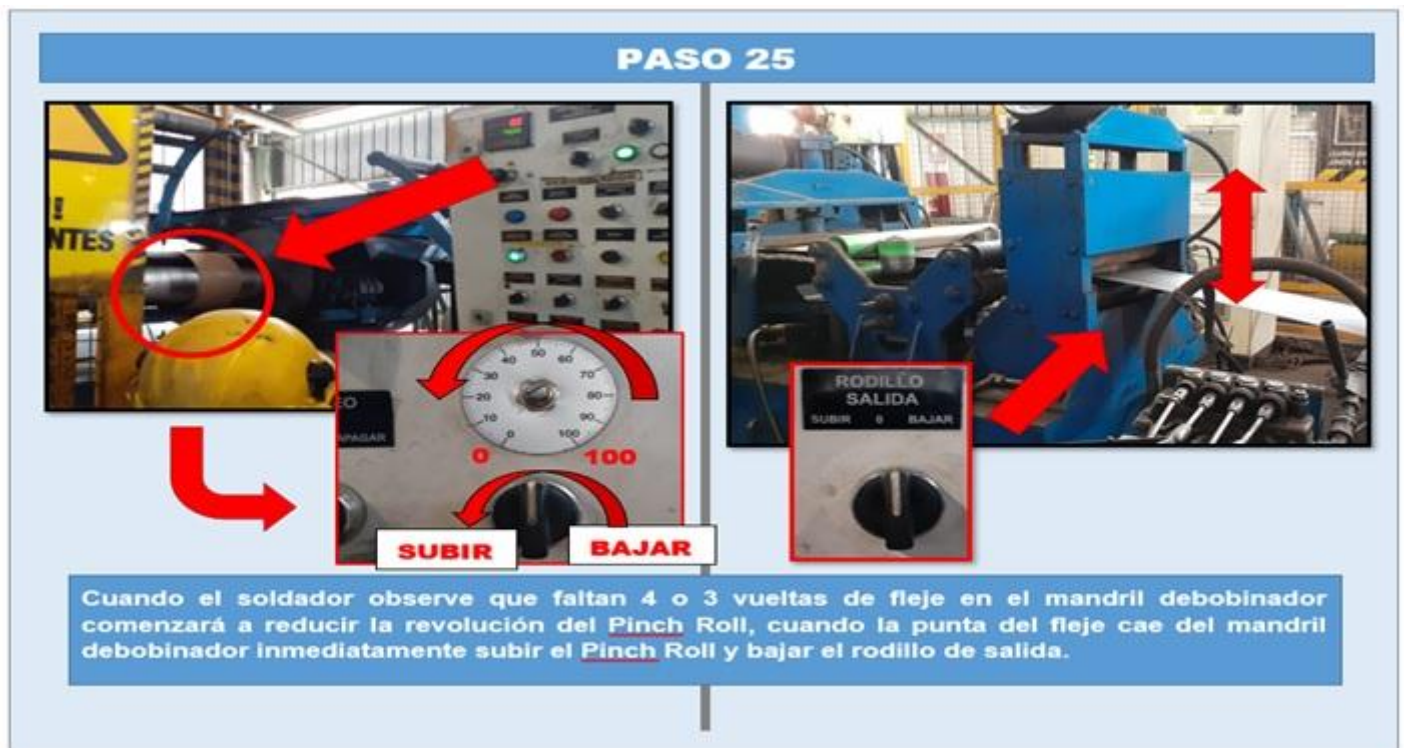 PASO 25
NTES
EO
APAGAR
0 10 20 30 40 50 60 70 80 90 100
0 100
SUBIR BAJAR
RODILLO
SALIDA
SUBIR 0 BAJAR
Cuando el soldador observe que faltan 4 o 3 vueltas de fleje en el mandril debobinador
comenzará a reducir la revolución del Pinch Roll, cuando la punta del fleje cae del mandril
debobinador inmediatamente subir el Pinch Roll y bajar el rodillo de salida.